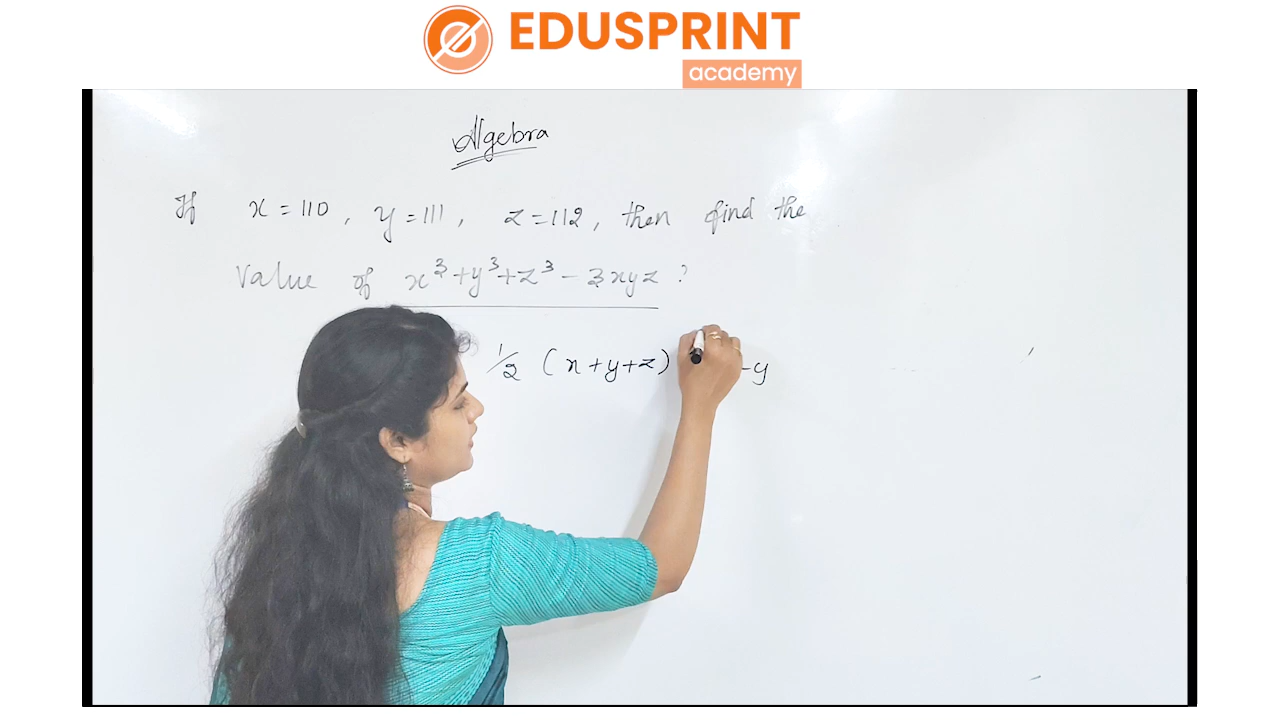 EDUSPRINT
academy
Algebra
If x = 110, y = 111, z = 112, then find the
Value of x³ + y³ + z³ - 3xyz ?
1/2 (x + y + z) - y